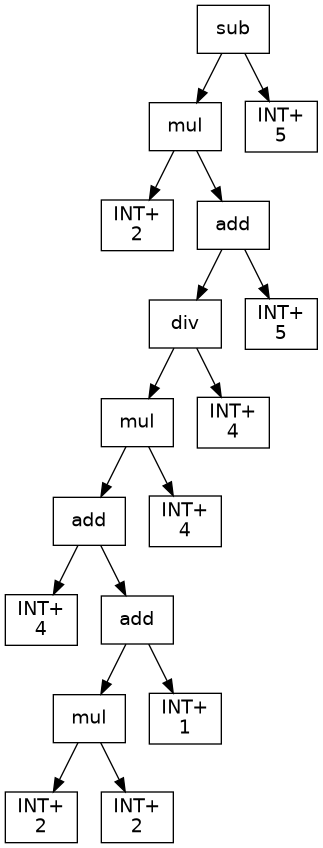 sub
mul
INT+
5
INT+
2
add
div
INT+
5
mul
INT+
4
add
INT+
4
INT+
4
add
mul
INT+
1
INT+
2
INT+
2